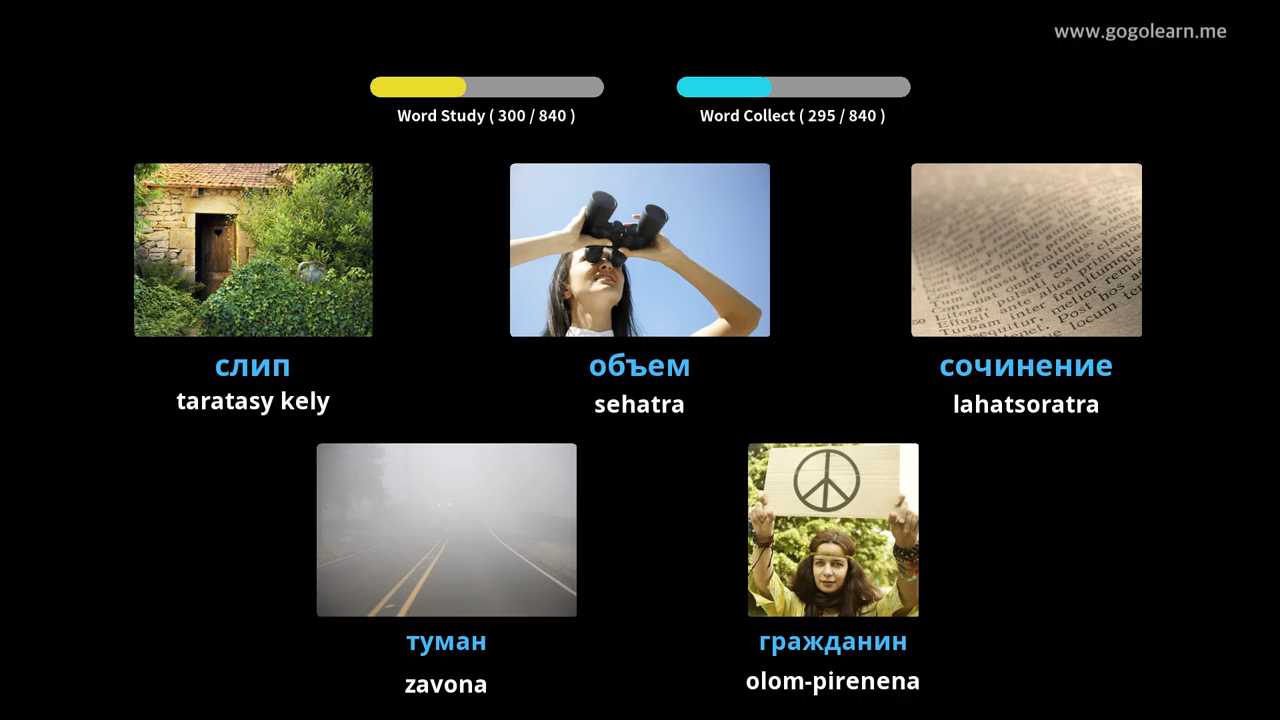 www.gogolearn.me
Word Study ( 300 / 840 )
Word Collect ( 295 / 840 )
слип
taratasy kely
объем
sehatra
сочинение
lahatsoratra
туман
zavona
гражданин
olom-pirenena